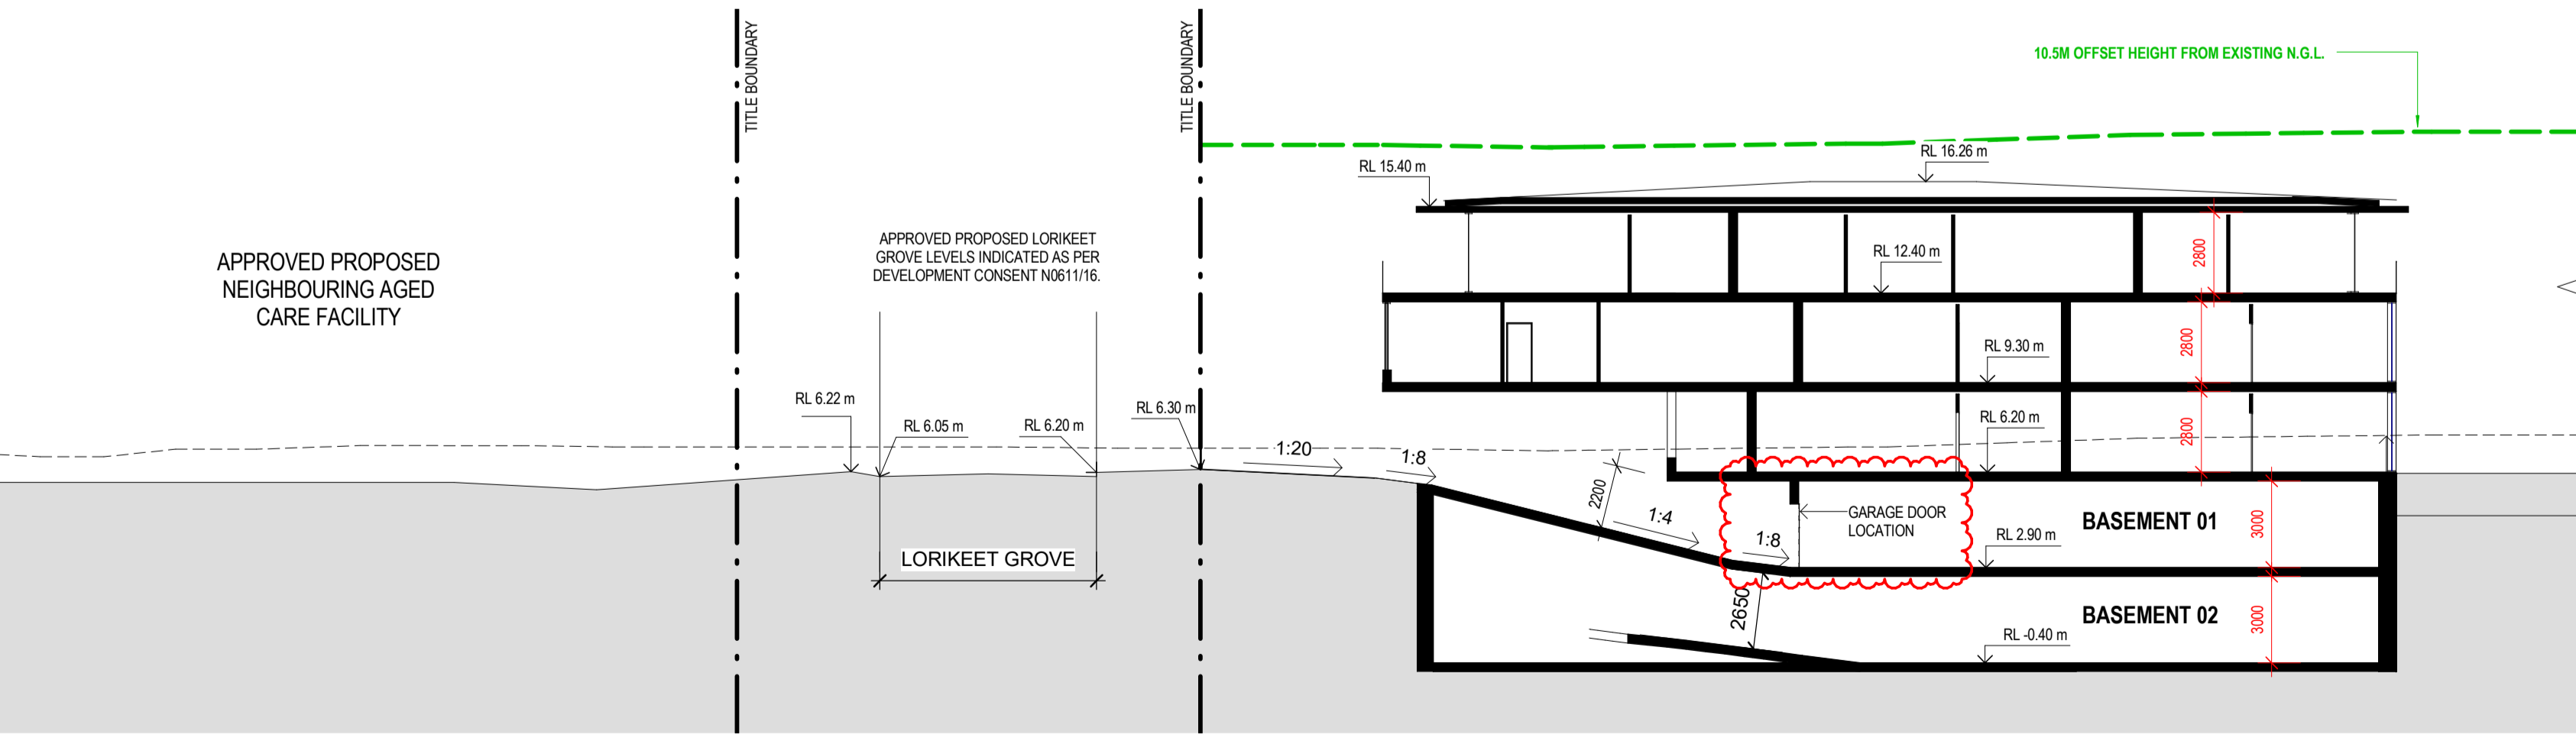 10.5M OFFSET HEIGHT FROM EXISTING N.G.L.
TITLE BOUNDARY
TITLE BOUNDARY
RL 15.40 m
RL 16.26 m
APPROVED PROPOSED
NEIGHBOURING AGED
CARE FACILITY
APPROVED PROPOSED LORIKEET
GROVE LEVELS INDICATED AS PER
DEVELOPMENT CONSENT N0611/16.
RL 12.40 m
2800
RL 9.30 m
2800
RL 6.22 m
RL 6.05 m
RL 6.20 m
RL 6.30 m
RL 6.20 m
2800
1:20
1:8
2200
1:4
1:8
GARAGE DOOR
LOCATION
BASEMENT 01
RL 2.90 m
3000
LORIKEET GROVE
2650
BASEMENT 02
RL -0.40 m
3000